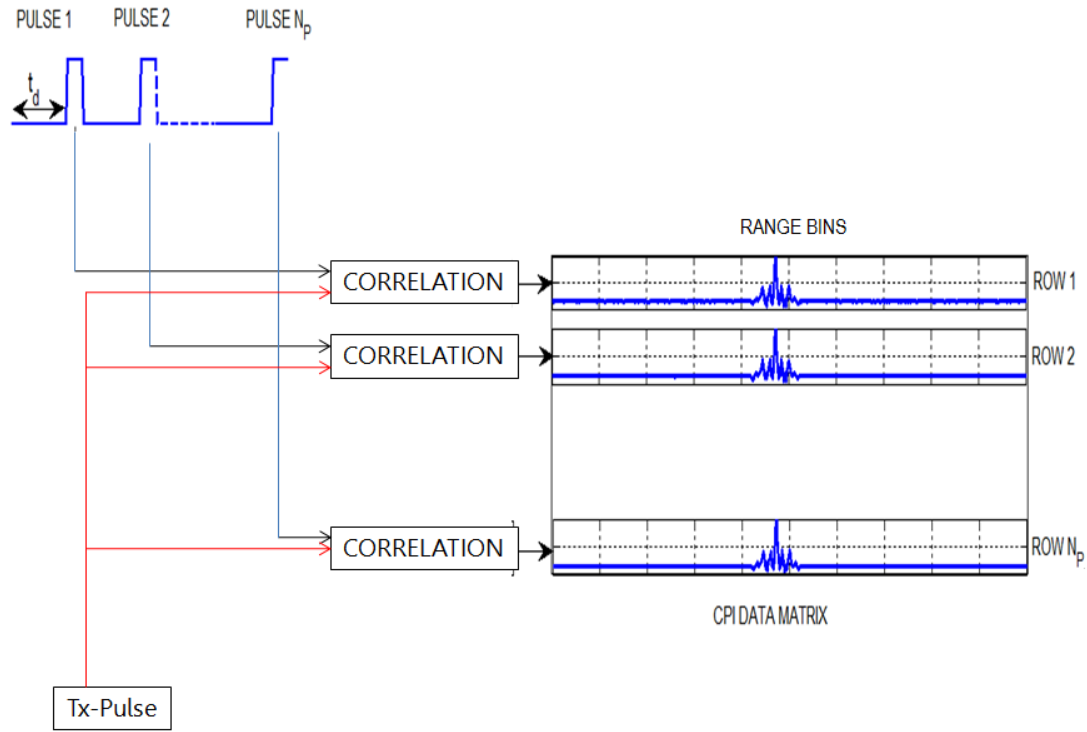 PULSE 1 PULSE 2 PULSE Np
td
RANGE BINS
CORRELATION ROW 1
CORRELATION ROW 2
CORRELATION ROW Np
CPI DATA MATRIX
Tx-Pulse